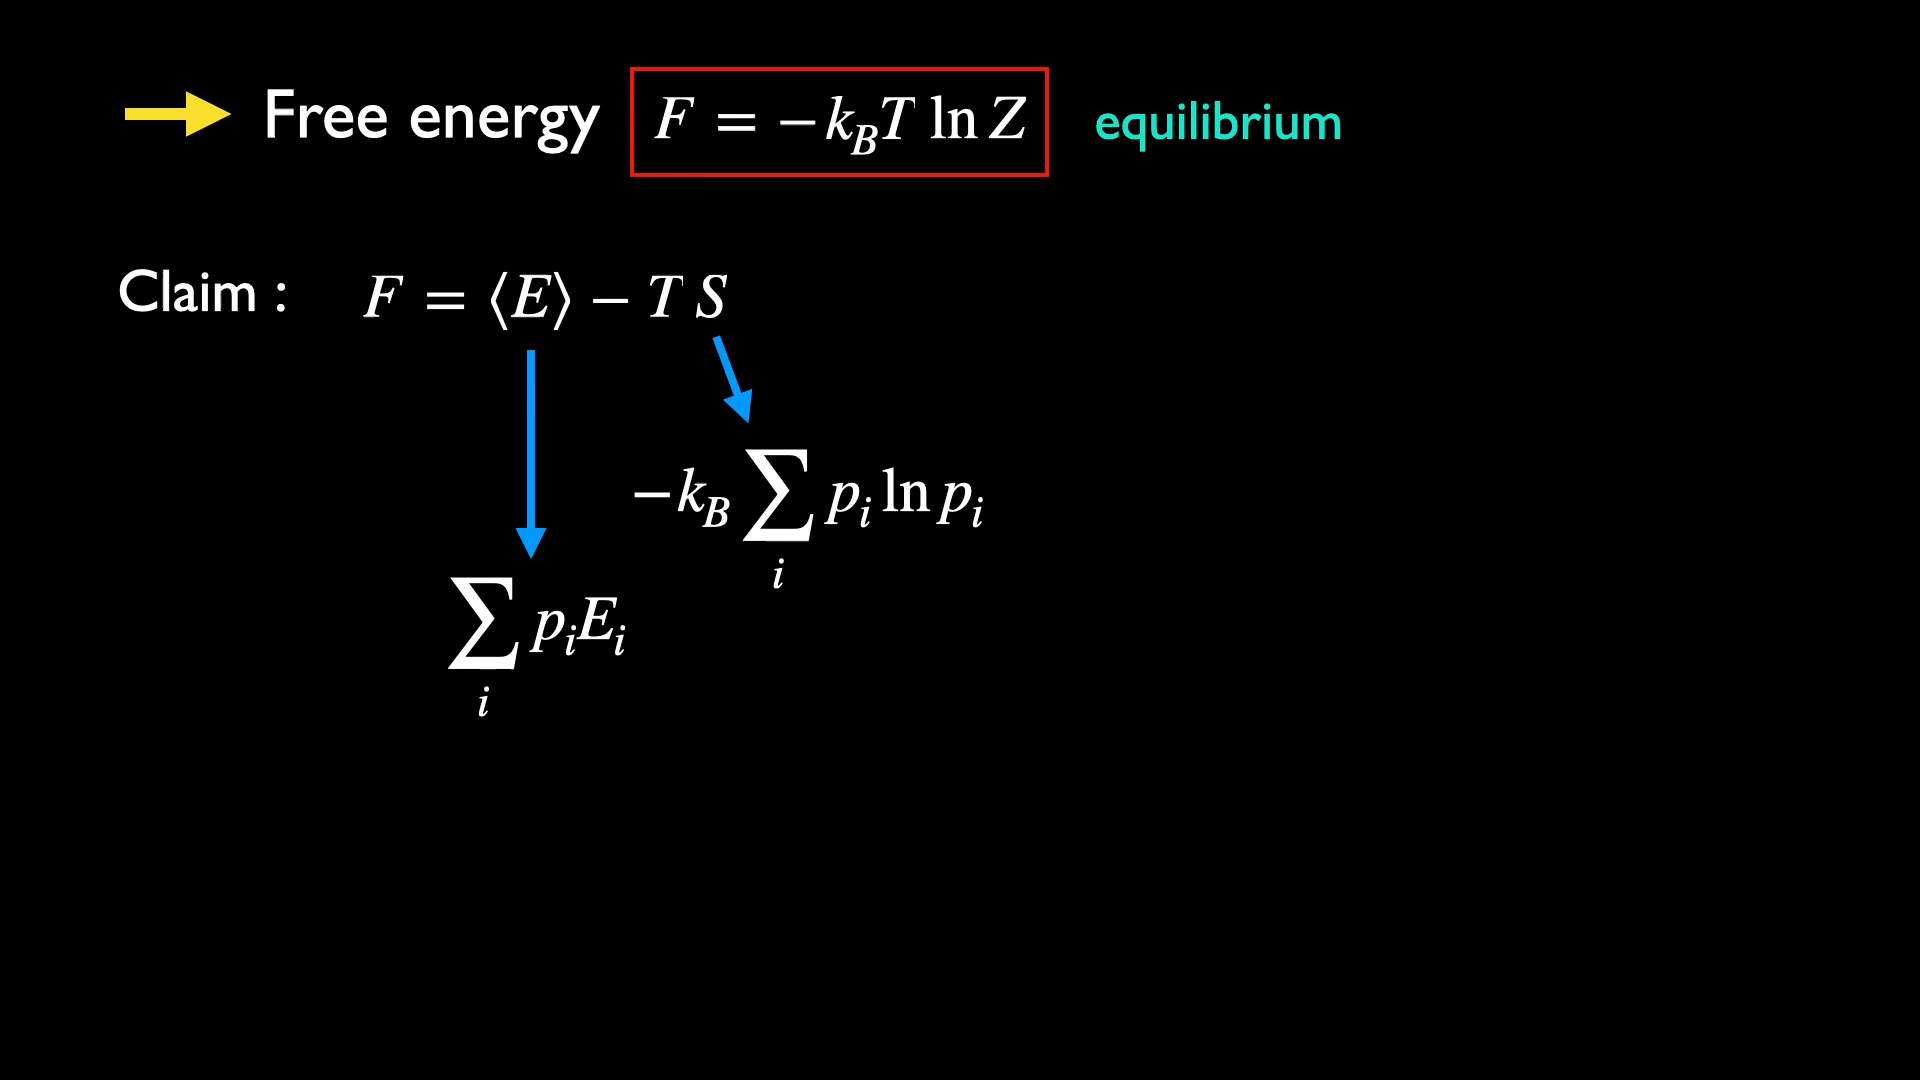 Free energy F = −k_B T ln Z equilibrium
Claim : F = ⟨E⟩ − T S
−k_B ∑_i p_i ln p_i
∑_i p_i E_i